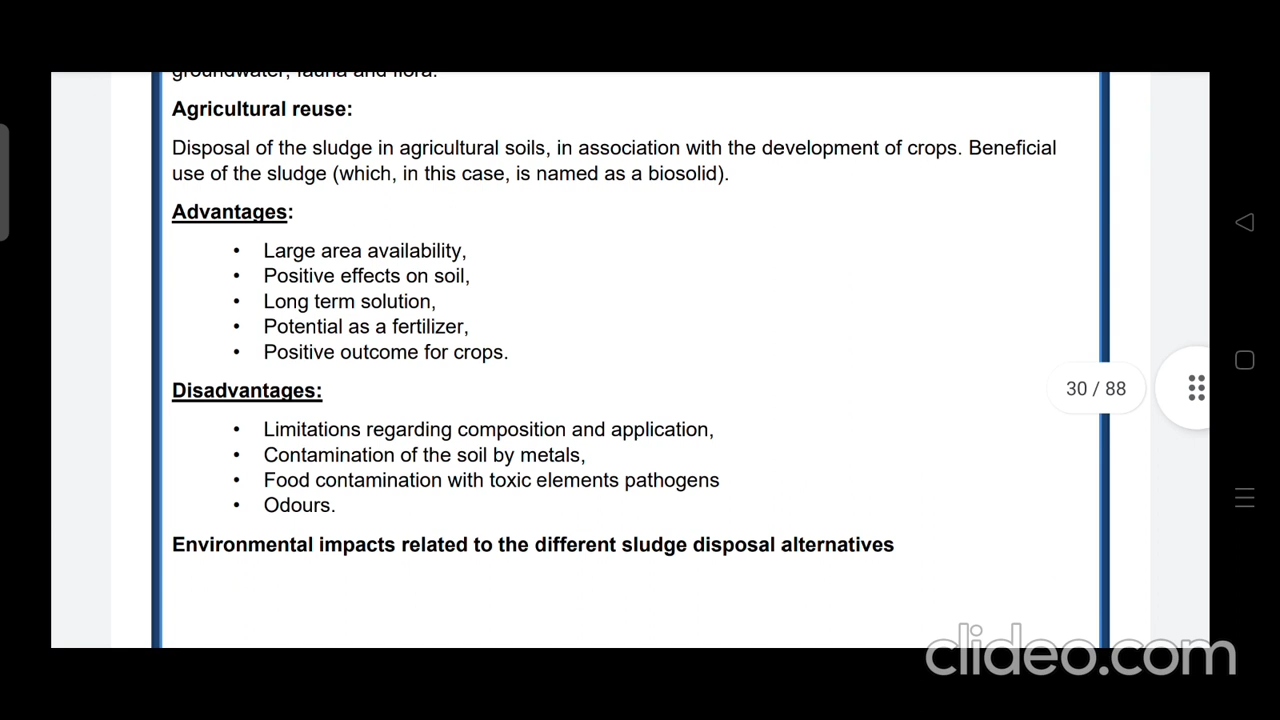 groundwater, fauna and flora.
Agricultural reuse:
Disposal of the sludge in agricultural soils, in association with the development of crops. Beneficial
use of the sludge (which, in this case, is named as a biosolid).
Advantages:
• Large area availability,
• Positive effects on soil,
• Long term solution,
• Potential as a fertilizer,
• Positive outcome for crops.
Disadvantages:
30 / 88
• Limitations regarding composition and application,
• Contamination of the soil by metals,
• Food contamination with toxic elements pathogens
• Odours.
Environmental impacts related to the different sludge disposal alternatives
clideo.com